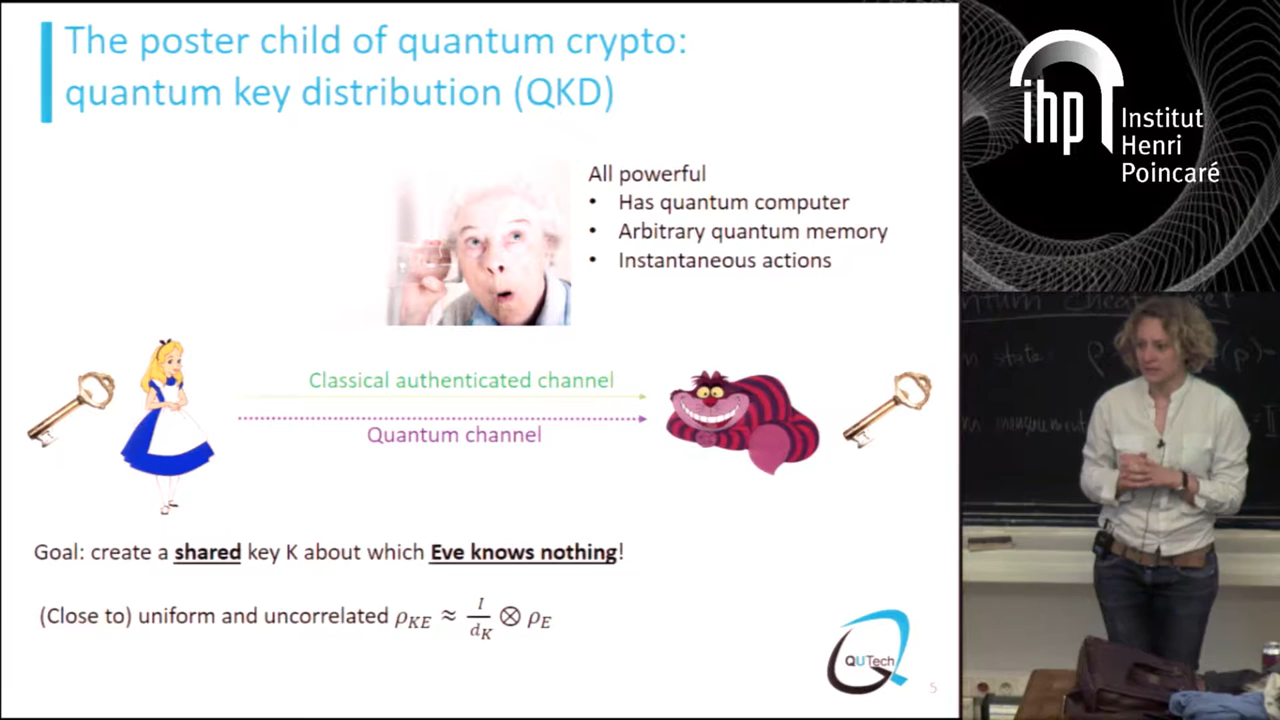 The poster child of quantum crypto:
quantum key distribution (QKD)
All powerful
• Has quantum computer
• Arbitrary quantum memory
• Instantaneous actions
Classical authenticated channel
Quantum channel
Goal: create a shared key K about which Eve knows nothing!
(Close to) uniform and uncorrelated ρ_KE ≈ I/d_K ⊗ ρ_E
QUTech
5
ihp
Institut
Henri
Poincaré
state: